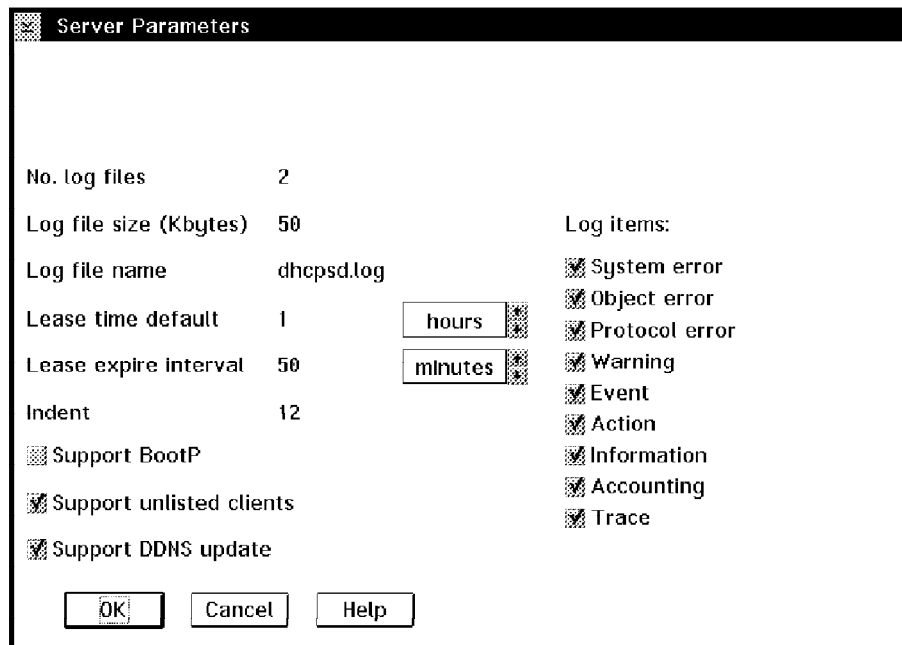 Server Parameters
No. log files 2
Log file size (Kbytes) 50
Log file name dhcpsd.log
Lease time default 1 hours
Lease expire interval 50 minutes
Indent 12
Support BootP
Support unlisted clients
Support DDNS update
Log items:
System error
Object error
Protocol error
Warning
Event
Action
Information
Accounting
Trace
OK Cancel Help